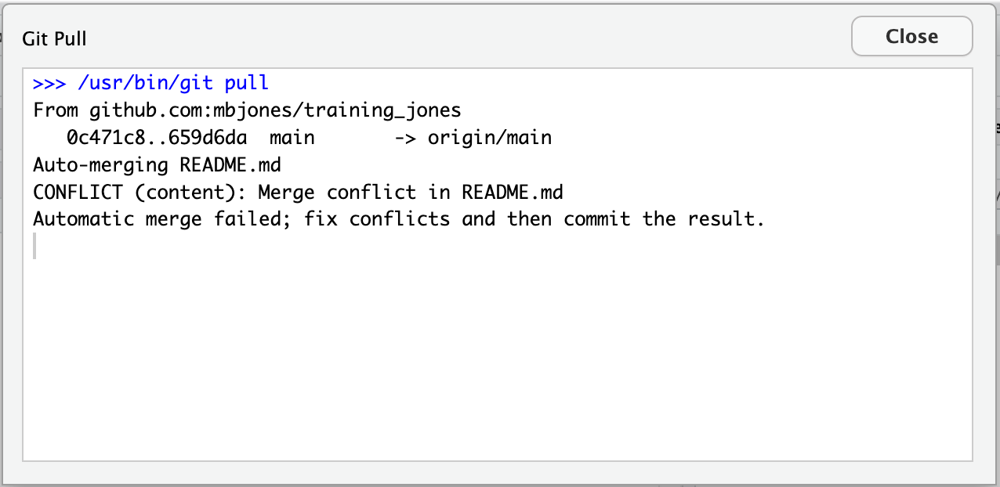 Git Pull
Close
>>> /usr/bin/git pull
From github.com:mbjones/training_jones
   0c471c8..659d6da  main       -> origin/main
Auto-merging README.md
CONFLICT (content): Merge conflict in README.md
Automatic merge failed; fix conflicts and then commit the result.